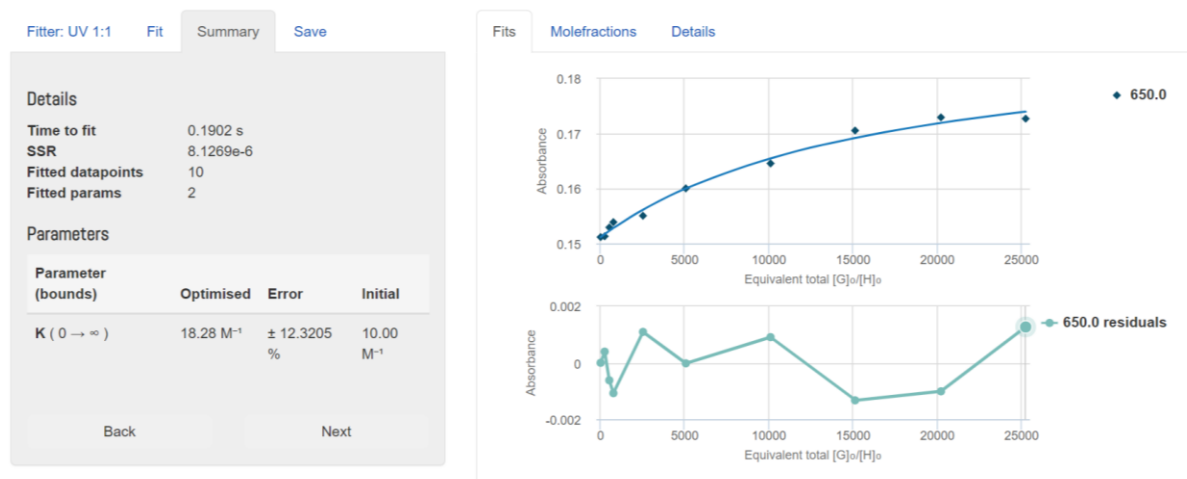 Fitter: UV 1:1 Fit Summary Save
Details
Time to fit 0.1902 s
SSR 8.1269e-6
Fitted datapoints 10
Fitted params 2
Parameters
Parameter
(bounds) Optimised Error Initial
K ( 0 → ∞ ) 18.28 M⁻¹ ± 12.3205 10.00
% M⁻¹
Back Next
Fits Molefractions Details
0.18
650.0
0.17
Absorbance
0.16
0.15
0 5000 10000 15000 20000 25000
Equivalent total [G]₀/[H]₀
0.002
650.0 residuals
Absorbance
0
-0.002
0 5000 10000 15000 20000 25000
Equivalent total [G]₀/[H]₀